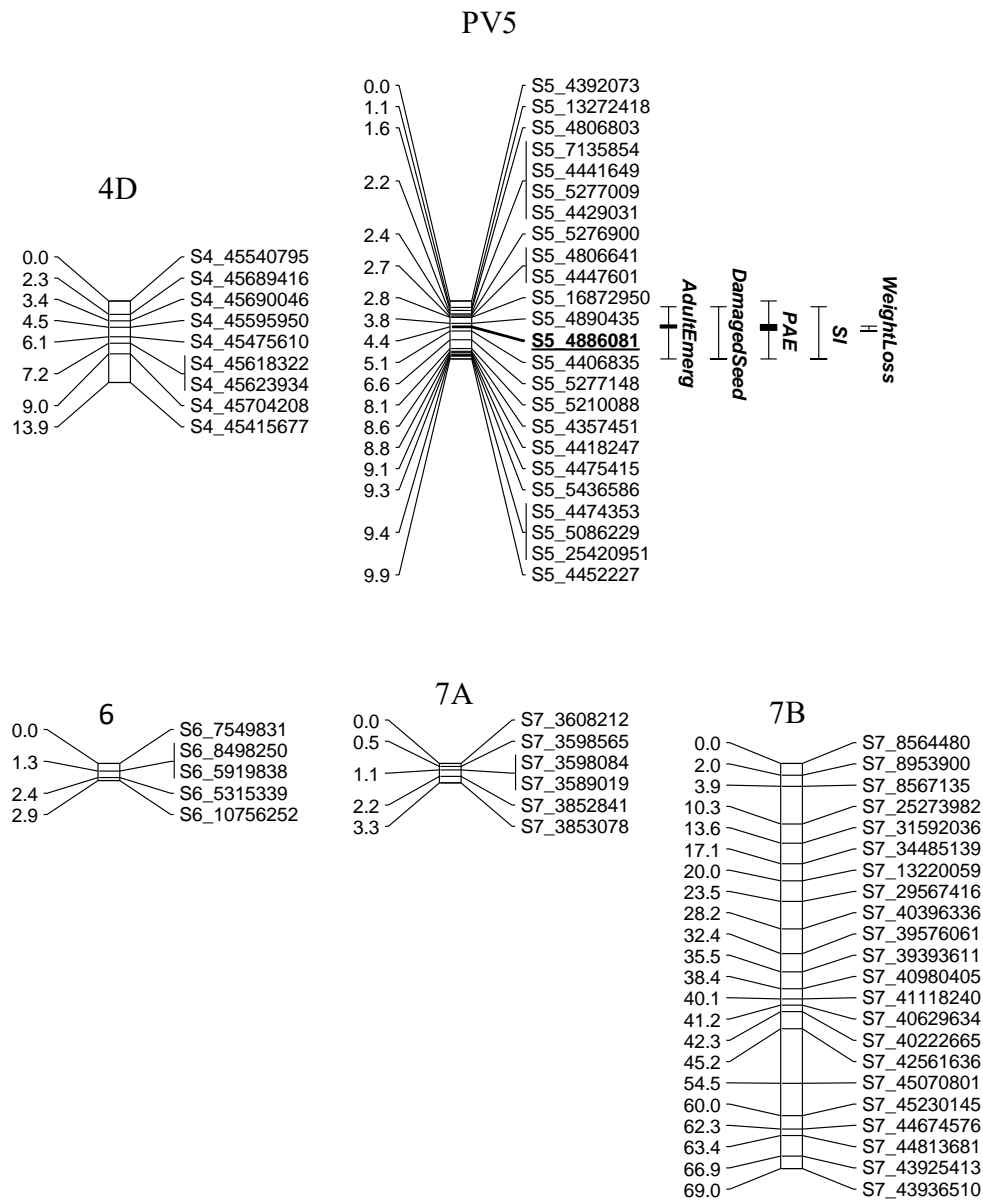 PV5
0.0
1.1
1.6
2.2
2.4
2.7
2.8
3.8
4.4
5.1
6.6
8.1
8.6
8.8
9.1
9.3
9.4
9.9
S5_4392073
S5_13272418
S5_4806803
S5_7135854
S5_4441649
S5_5277009
S5_4429031
S5_5276900
S5_4806641
S5_4447601
S5_16872950
S5_4890435
S5_4886081
S5_4406835
S5_5277148
S5_5210088
S5_4357451
S5_4418247
S5_4475415
S5_5436586
S5_4474353
S5_5086229
S5_25420951
S5_4452227
AdultEmerg
DamagedSeed
PAE
SI
WeightLoss
4D
0.0
2.3
3.4
4.5
6.1
7.2
9.0
13.9
S4_45540795
S4_45689416
S4_45690046
S4_45595950
S4_45475610
S4_45618322
S4_45623934
S4_45704208
S4_45415677
6
0.0
1.3
2.4
2.9
S6_7549831
S6_8498250
S6_5919838
S6_5315339
S6_10756252
7A
0.0
0.5
1.1
2.2
3.3
S7_3608212
S7_3598565
S7_3598084
S7_3589019
S7_3852841
S7_3853078
7B
0.0
2.0
3.9
10.3
13.6
17.1
20.0
23.5
28.2
32.4
35.5
38.4
40.1
41.2
42.3
45.2
54.5
60.0
62.3
63.4
66.9
69.0
S7_8564480
S7_8953900
S7_8567135
S7_25273982
S7_31592036
S7_34485139
S7_13220059
S7_29567416
S7_40396336
S7_39576061
S7_39393611
S7_40980405
S7_41118240
S7_40629634
S7_40222665
S7_42561636
S7_45070801
S7_45230145
S7_44674576
S7_44813681
S7_43925413
S7_43936510